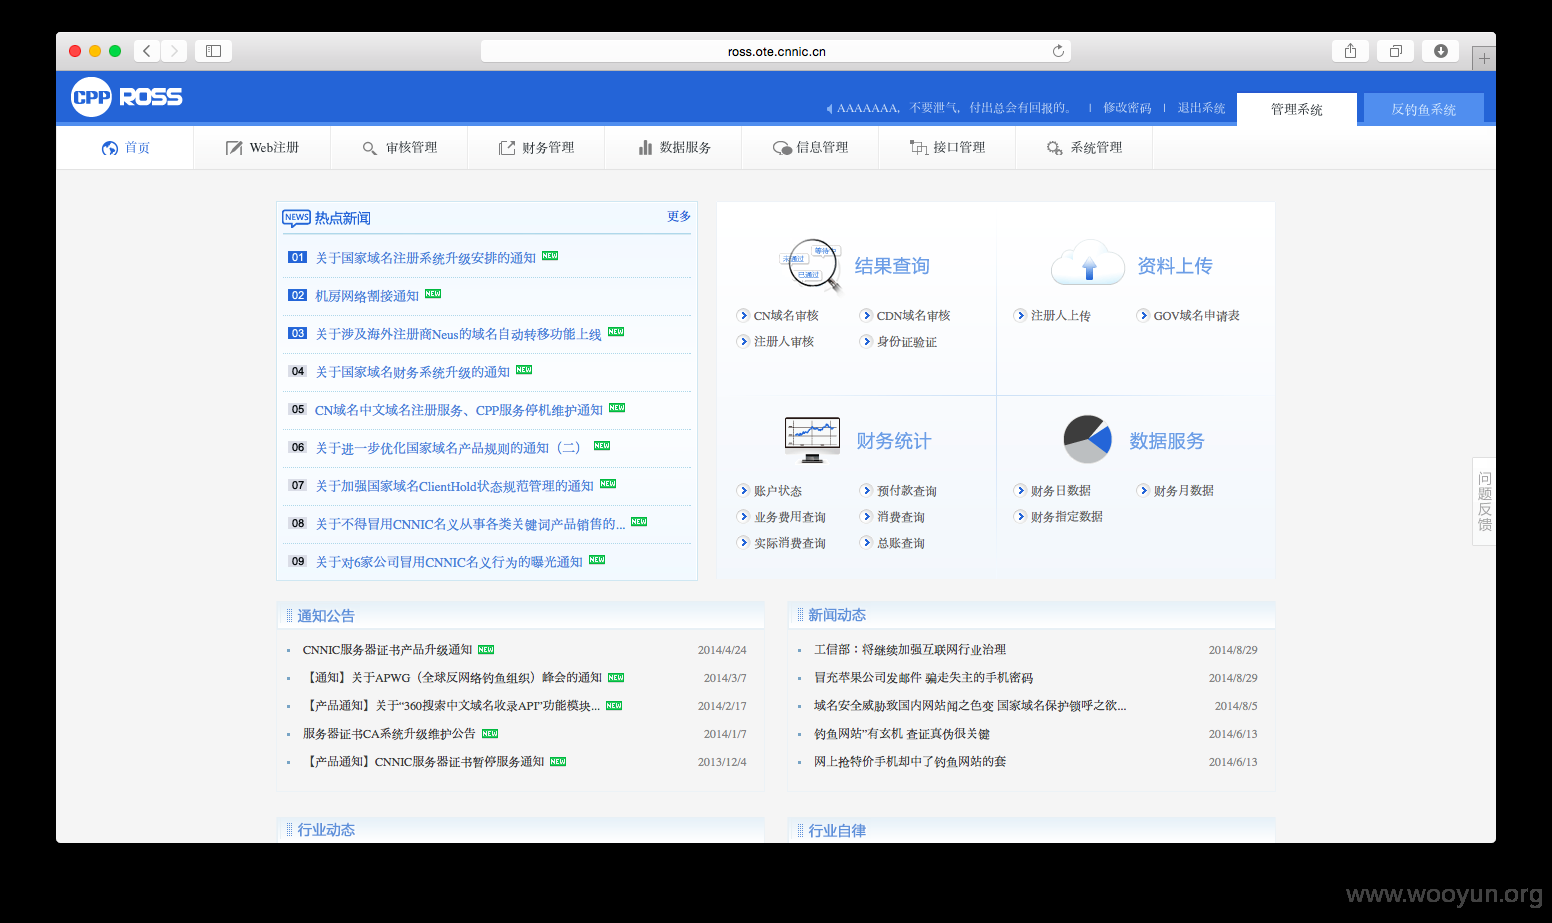 ross.ote.cnnic.cn
CPP ROSS
AAAAAAA，不要泄气，付出总会有回报的。 | 修改密码 | 退出系统
管理系统
反钓鱼系统
首页
Web注册
审核管理
财务管理
数据服务
信息管理
接口管理
系统管理
NEWS 热点新闻 更多
01 关于国家域名注册系统升级安排的通知 NEW
02 机房网络割接通知 NEW
03 关于涉及海外注册商Neus的域名自动转移功能上线 NEW
04 关于国家域名财务系统升级的通知 NEW
05 CN域名中文域名注册服务、CPP服务停机维护通知 NEW
06 关于进一步优化国家域名产品规则的通知（二） NEW
07 关于加强国家域名ClientHold状态规范管理的通知 NEW
08 关于不得冒用CNNIC名义从事各类关键词产品销售的... NEW
09 关于对6家公司冒用CNNIC名义行为的曝光通知 NEW
未通过
等待中
已通过
结果查询
CN域名审核
CDN域名审核
注册人审核
身份证验证
资料上传
注册人上传
GOV域名申请表
财务统计
账户状态
预付款查询
业务费用查询
消费查询
实际消费查询
总账查询
数据服务
财务日数据
财务月数据
财务指定数据
问题反馈
通知公告
CNNIC服务器证书产品升级通知 NEW 2014/4/24
【通知】关于APWG（全球反网络钓鱼组织）峰会的通知 NEW 2014/3/7
【产品通知】关于“360搜索中文域名收录API”功能模块... NEW 2014/2/17
服务器证书CA系统升级维护公告 NEW 2014/1/7
【产品通知】CNNIC服务器证书暂停服务通知 NEW 2013/12/4
新闻动态
工信部：将继续加强互联网行业治理 2014/8/29
冒充苹果公司发邮件 骗走失主的手机密码 2014/8/29
域名安全威胁致国内网站闻之色变 国家域名保护锁呼之欲... 2014/8/5
钓鱼网站”有玄机 查证真伪很关键 2014/6/13
网上抢特价手机却中了钓鱼网站的套 2014/6/13
行业动态
行业自律
www.wooyun.org